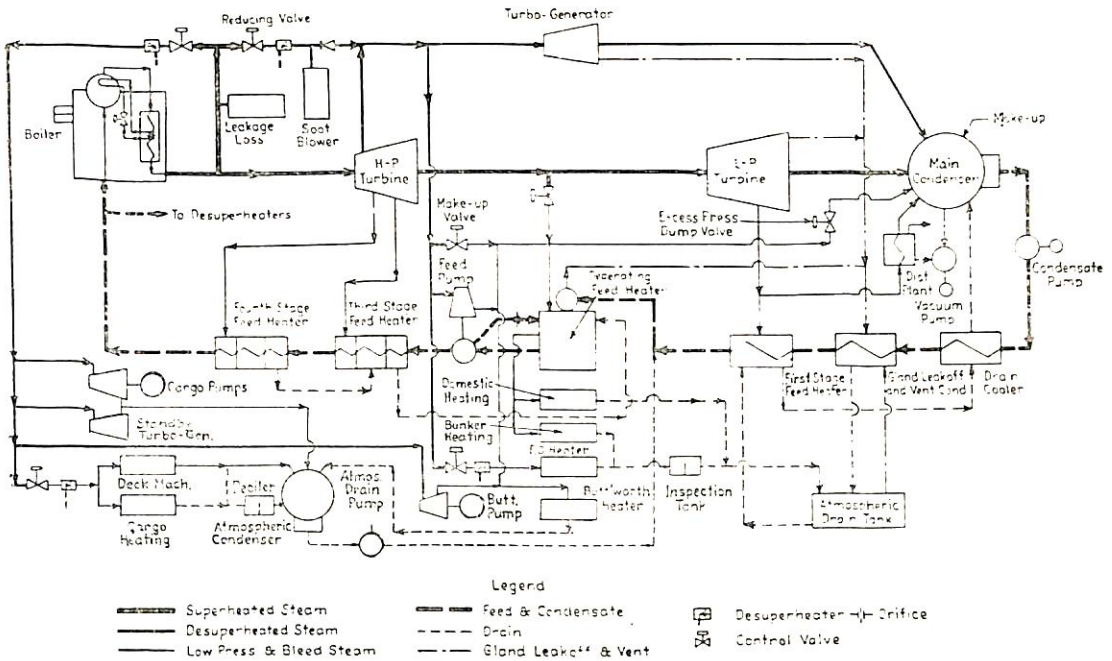 Turbo-Generator
Reducing Valve
Boiler
Leakage
Loss
Soot
Blower
H-P
Turbine
L-P
Turbine
Make-up
Main
Condenser
To Desuperheaters
Make-up
Valve
Excess Press
Dump Valve
Feed
Pump
Feed Heater
Dist
Plant
Vacuum
Pump
Condensate
Pump
Fourth Stage
Feed Heater
Third Stage
Feed Heater
Cargo Pumps
Domestic
Heating
First Stage
Feed Heater
Gland Leakoff
and Vent Cond
Drain
Cooler
Standby
Turbo-Gen.
Bunker
Heating
Heater
Deck Mach.
Cargo
Heating
Atmospheric
Condenser
Atmos.
Drain
Pump
Butt.
Pump
Buttworth
Heater
Inspection
Tank
Atmospheric
Drain Tank
Legend
Superheated Steam
Desuperheated Steam
Low Press & Bleed Steam
Feed & Condensate
Drain
Gland Leakoff & Vent
Desuperheater
Orifice
Control Valve